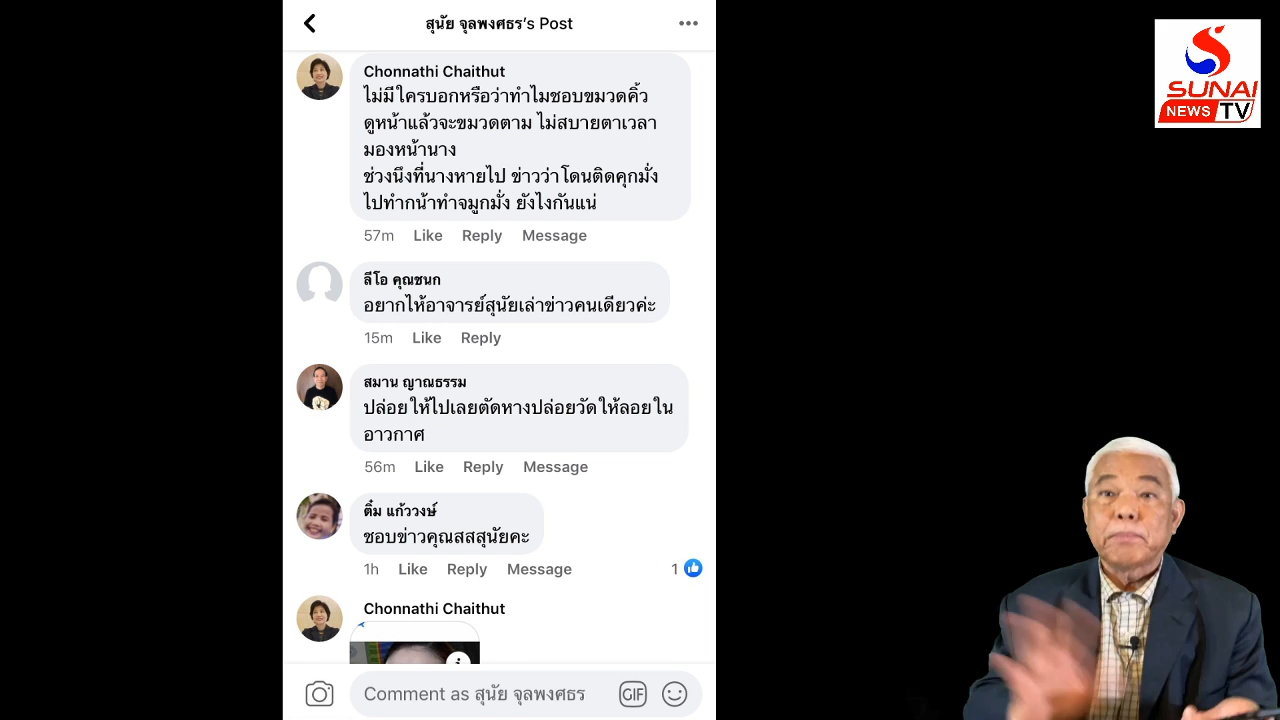 สุนัย จุลพงศธร's Post
SUNAI
NEWS TV
Chonnathi Chaithut
ไม่มีใครบอกหรือว่าทำไมชอบขมวดคิ้ว
ดูหน้าแล้วจะขมวดตาม ไม่สบายตาเวลา
มองหน้านาง
ช่วงนึงที่นางหายไป ข่าวว่าโดนติดคุกมั่ง
ไปทำกน้าทำจมูกมั่ง ยังไงกันแน่
57m Like Reply Message
ลีโอ คุณชนก
อยากไห้อาจารย์สุนัยเล่าข่าวคนเดียวค่ะ
15m Like Reply
สมาน ญาณธรรม
ปล่อยให้ไปเลยตัดหางปล่อยวัดให้ลอยใน
อาวกาศ
56m Like Reply Message
ติ๋ม แก้ววงษ์
ชอบข่าวคุณสสสุนัยคะ
1h Like Reply Message 1
Chonnathi Chaithut
Comment as สุนัย จุลพงศธร GIF